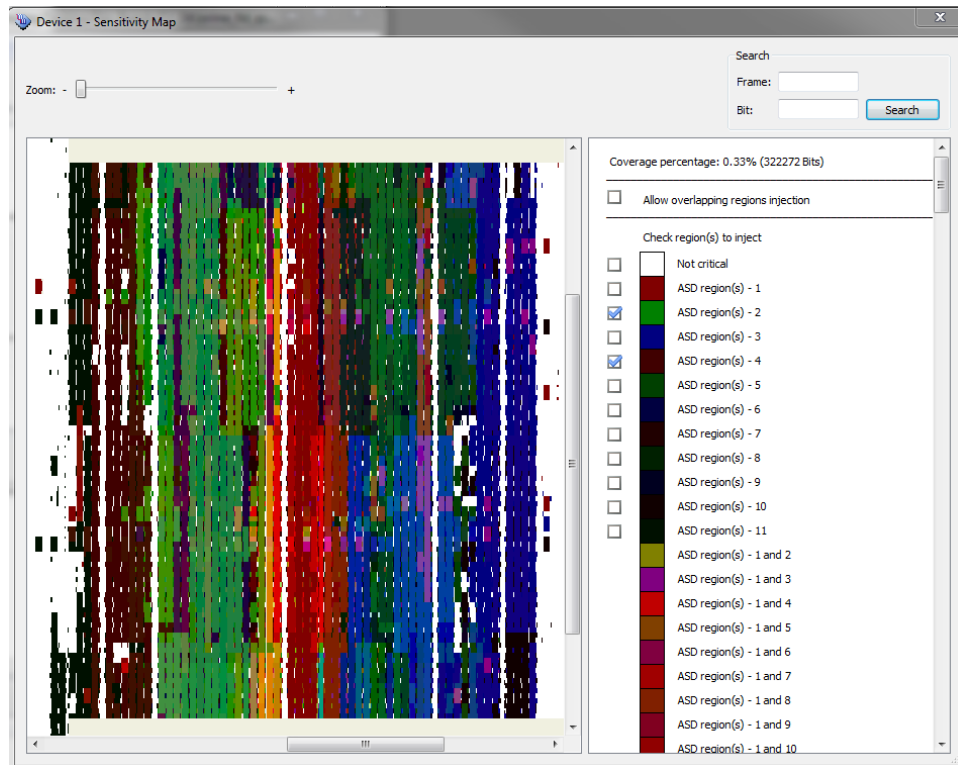 Device 1 - Sensitivity Map
Search
Zoom: - +
Frame:
Bit:
Search
Coverage percentage: 0.33% (322272 Bits)
Allow overlapping regions injection
Check region(s) to inject
Not critical
ASD region(s) - 1
ASD region(s) - 2
ASD region(s) - 3
ASD region(s) - 4
ASD region(s) - 5
ASD region(s) - 6
ASD region(s) - 7
ASD region(s) - 8
ASD region(s) - 9
ASD region(s) - 10
ASD region(s) - 11
ASD region(s) - 1 and 2
ASD region(s) - 1 and 3
ASD region(s) - 1 and 4
ASD region(s) - 1 and 5
ASD region(s) - 1 and 6
ASD region(s) - 1 and 7
ASD region(s) - 1 and 8
ASD region(s) - 1 and 9
ASD region(s) - 1 and 10